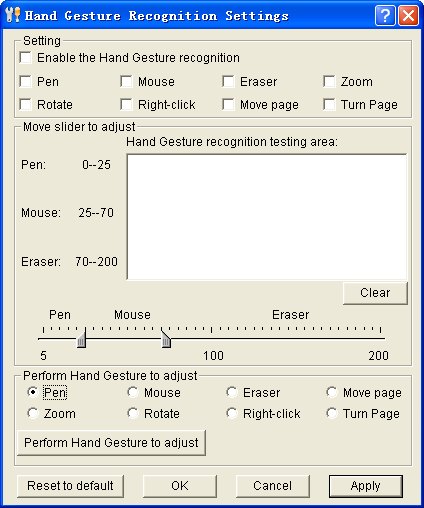 Hand Gesture Recognition Settings
Setting
Enable the Hand Gesture recognition
Pen Mouse Eraser Zoom
Rotate Right-click Move page Turn Page
Move slider to adjust
Hand Gesture recognition testing area:
Pen: 0--25
Mouse: 25--70
Eraser: 70--200
Clear
Pen Mouse Eraser
5 100 200
Perform Hand Gesture to adjust
Pen Mouse Eraser Move page
Zoom Rotate Right-click Turn Page
Perform Hand Gesture to adjust
Reset to default OK Cancel Apply